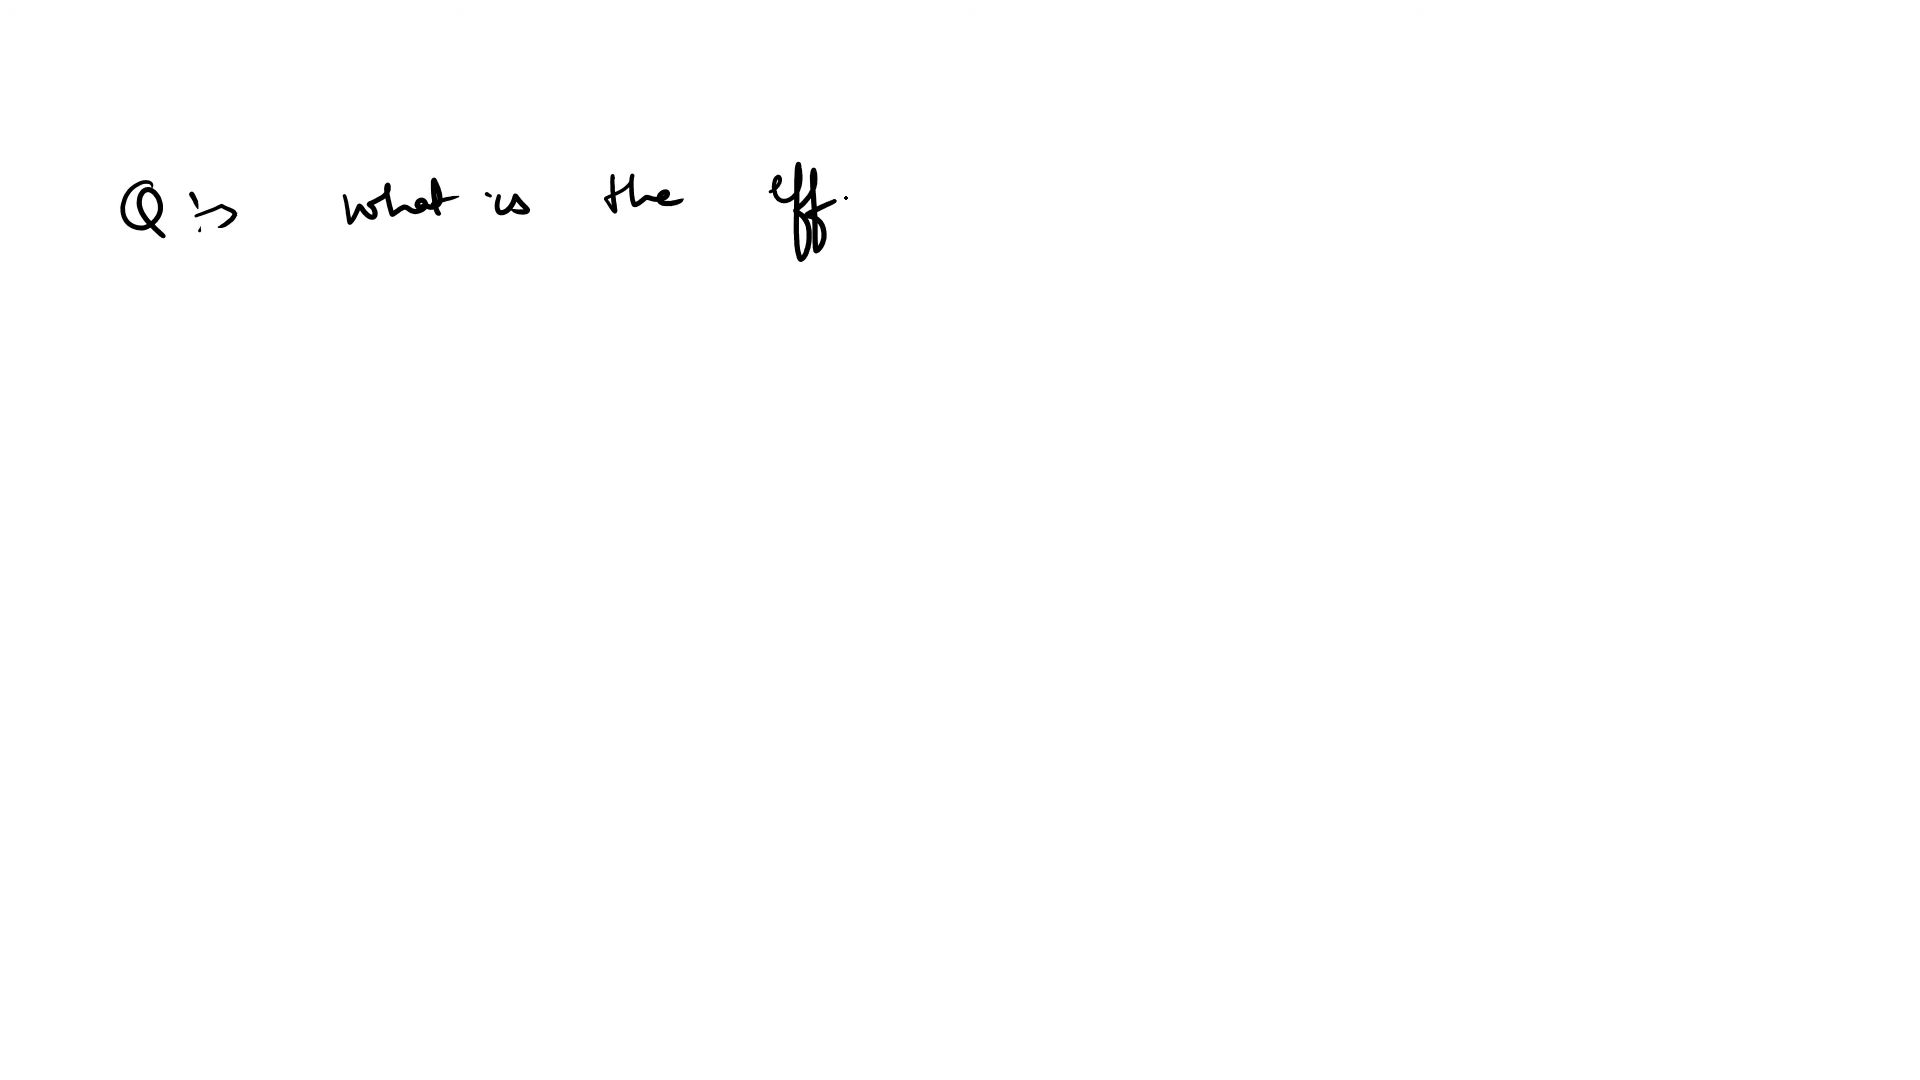 Q:→ what is the eff.